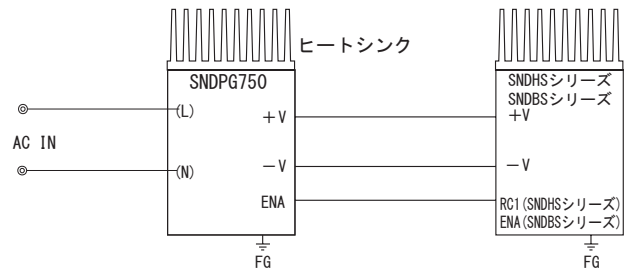 ヒートシンク
SNDPG750
(L)
+V
AC IN
(N)
-V
ENA
FG
SNDHSシリーズ
SNDBSシリーズ
+V
-V
RC1(SNDHSシリーズ)
ENA(SNDBSシリーズ)
FG